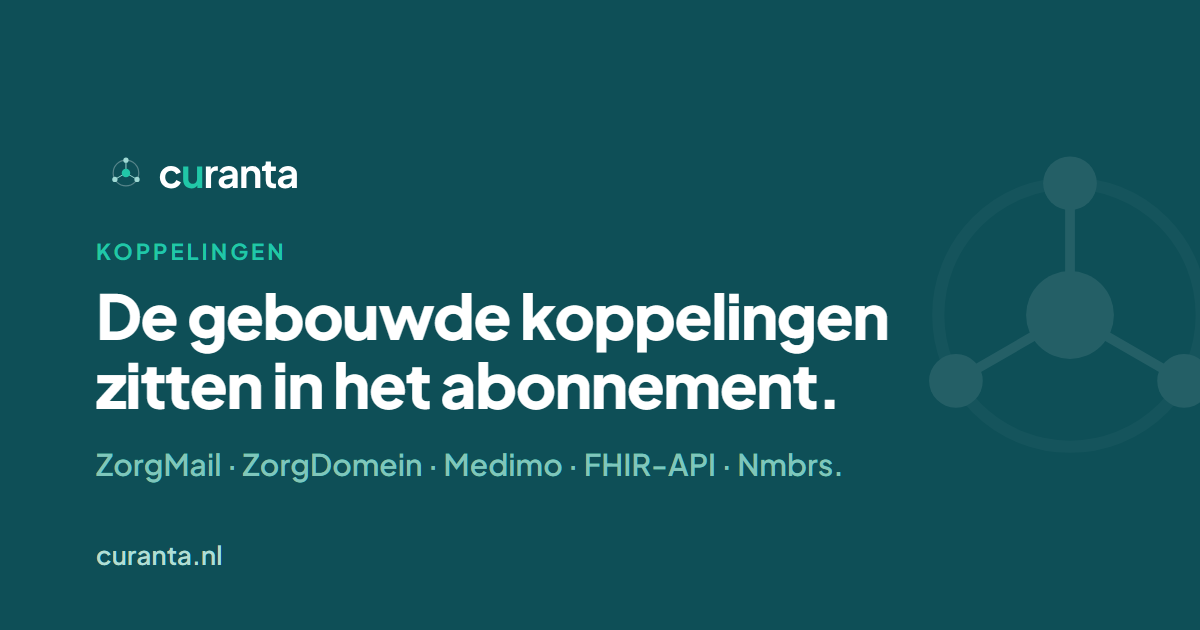 curanta
KOPPELINGEN
De gebouwde koppelingen
zitten in het abonnement.
ZorgMail · ZorgDomein · Medimo · FHIR-API · Nmbrs.
curanta.nl